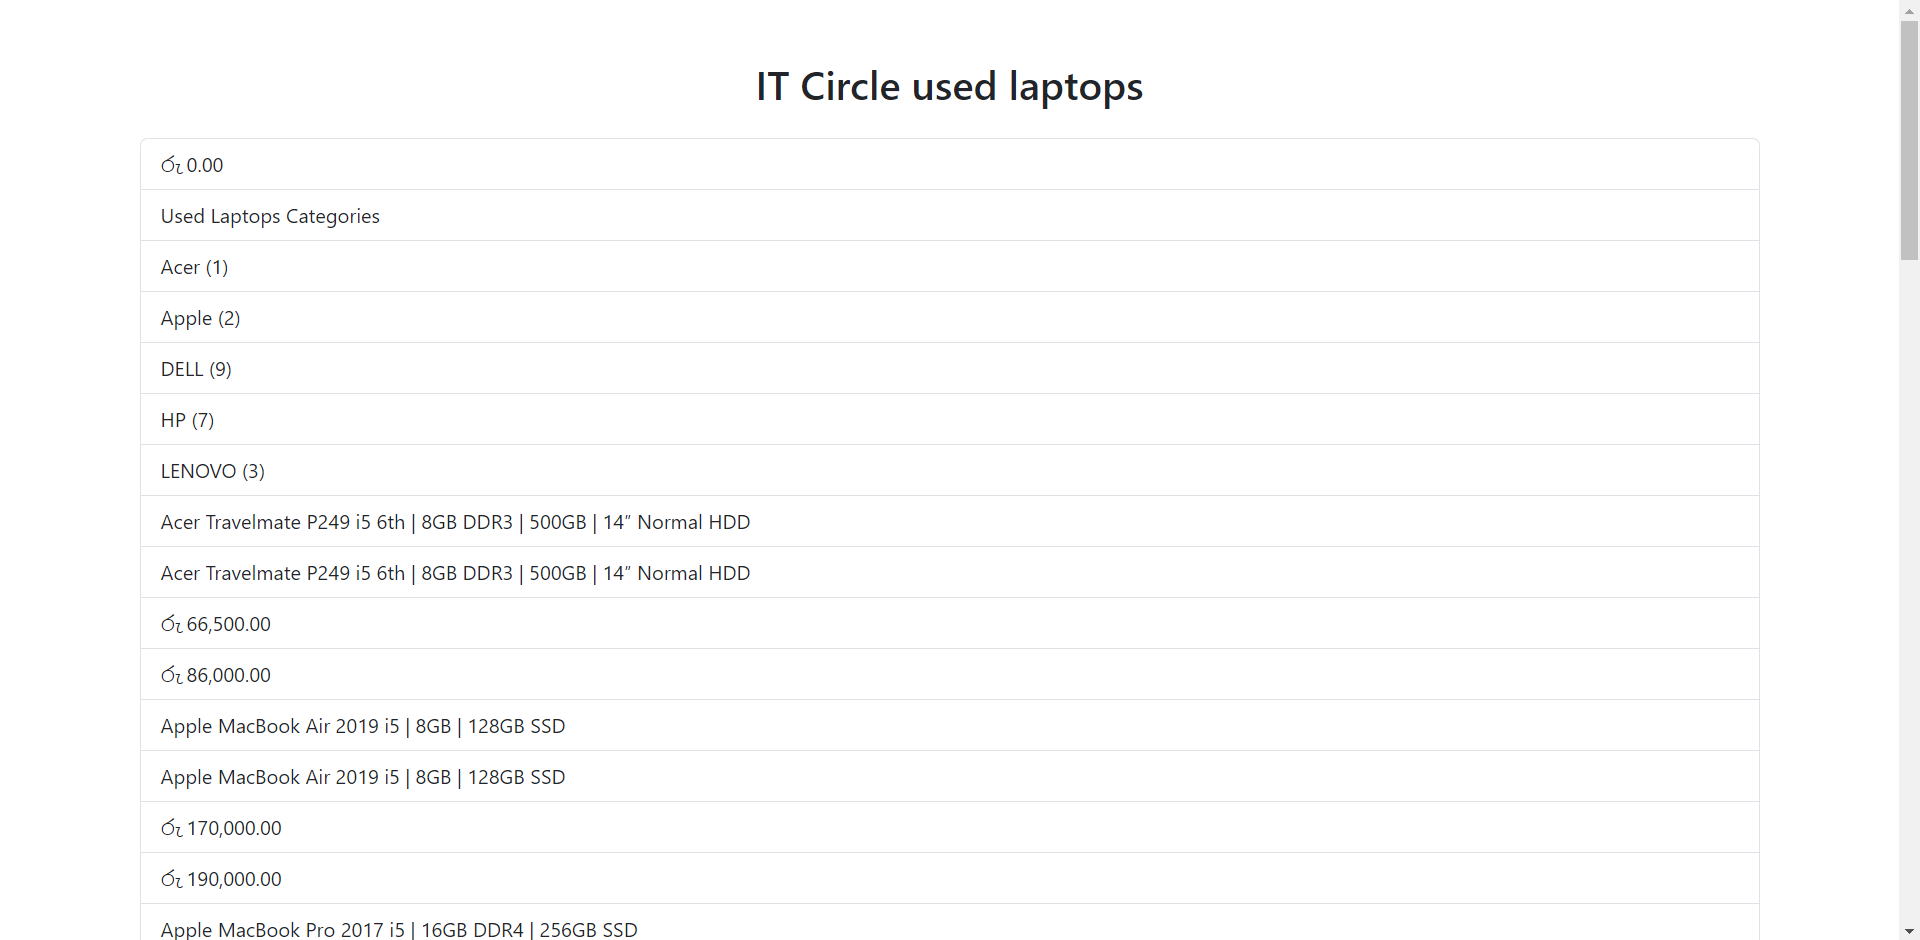 IT Circle used laptops
රු 0.00
Used Laptops Categories
Acer (1)
Apple (2)
DELL (9)
HP (7)
LENOVO (3)
Acer Travelmate P249 i5 6th | 8GB DDR3 | 500GB | 14″ Normal HDD
Acer Travelmate P249 i5 6th | 8GB DDR3 | 500GB | 14″ Normal HDD
රු 66,500.00
රු 86,000.00
Apple MacBook Air 2019 i5 | 8GB | 128GB SSD
Apple MacBook Air 2019 i5 | 8GB | 128GB SSD
රු 170,000.00
රු 190,000.00
Apple MacBook Pro 2017 i5 | 16GB DDR4 | 256GB SSD